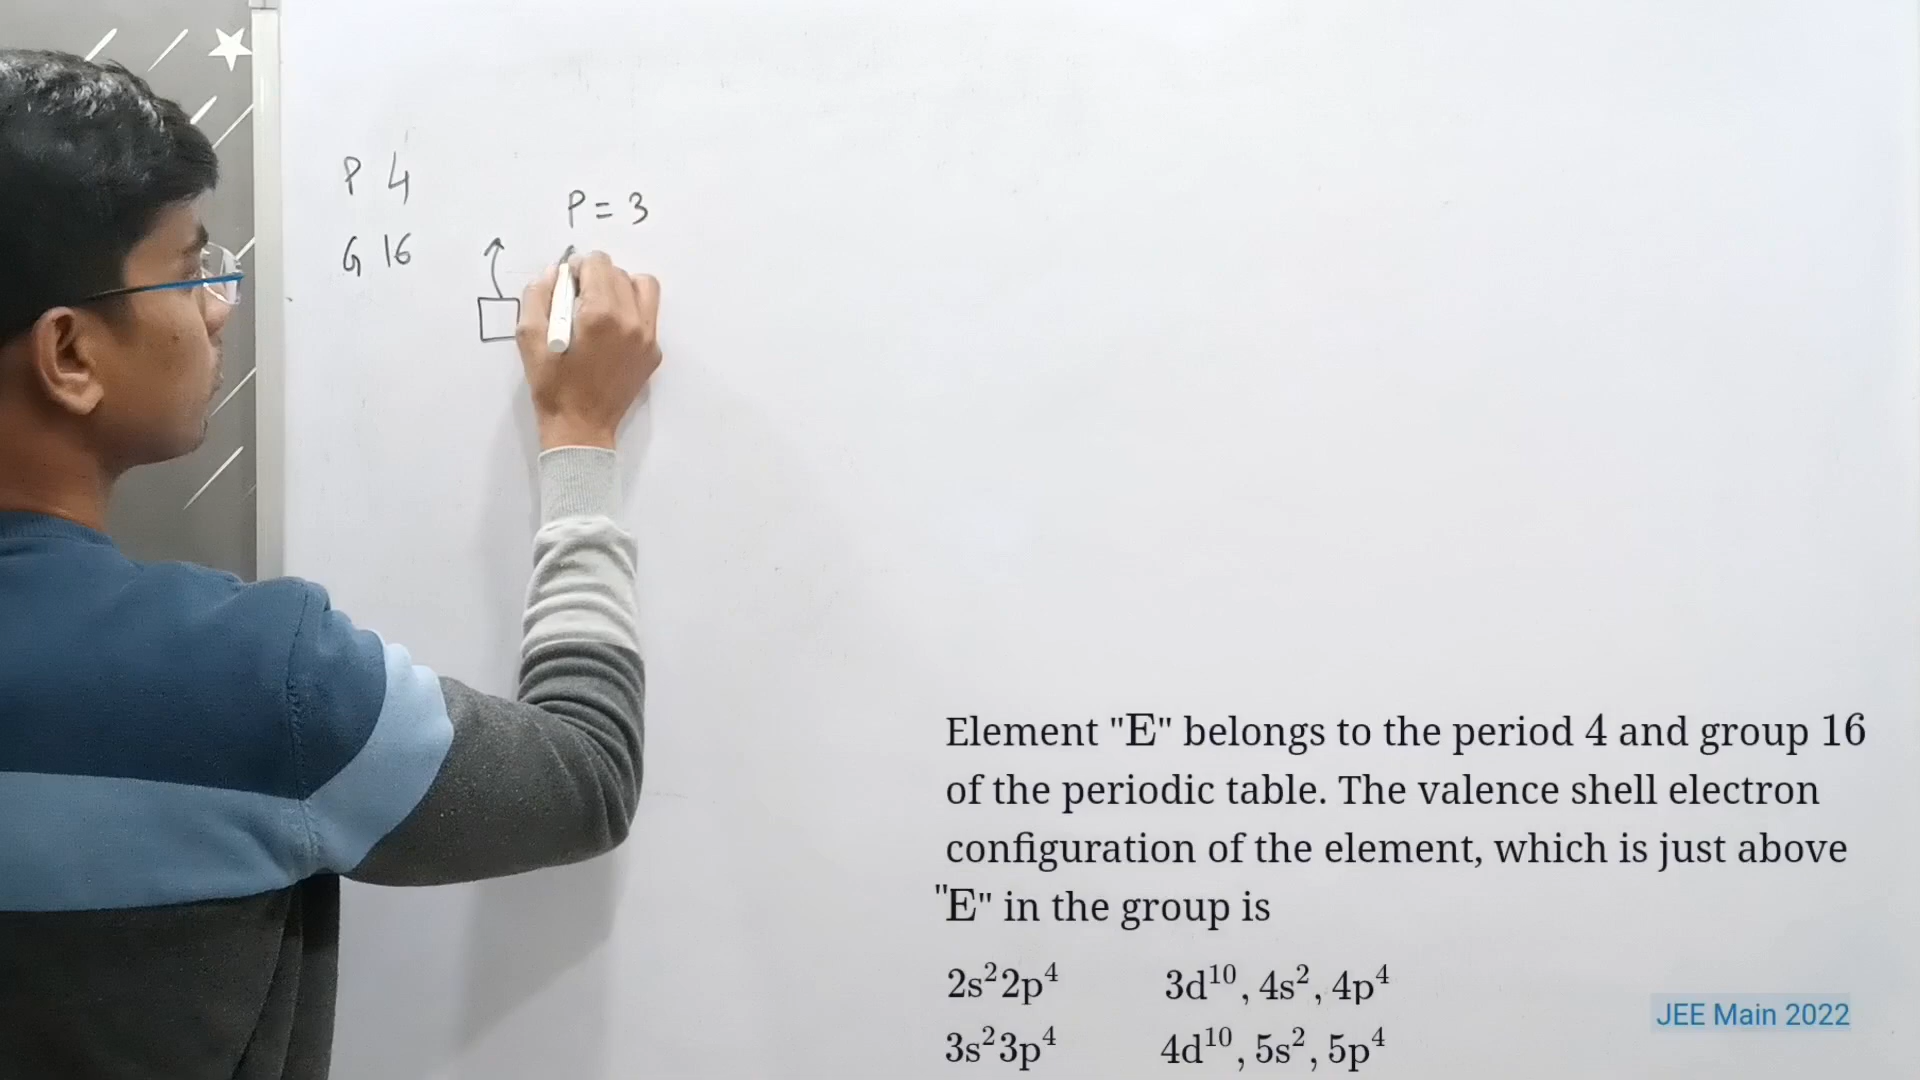 P 4
G 16
P = 3
Element "E" belongs to the period 4 and group 16
of the periodic table. The valence shell electron
configuration of the element, which is just above
"E" in the group is
2s²2p⁴ 3d¹⁰, 4s², 4p⁴
3s²3p⁴ 4d¹⁰, 5s², 5p⁴
JEE Main 2022